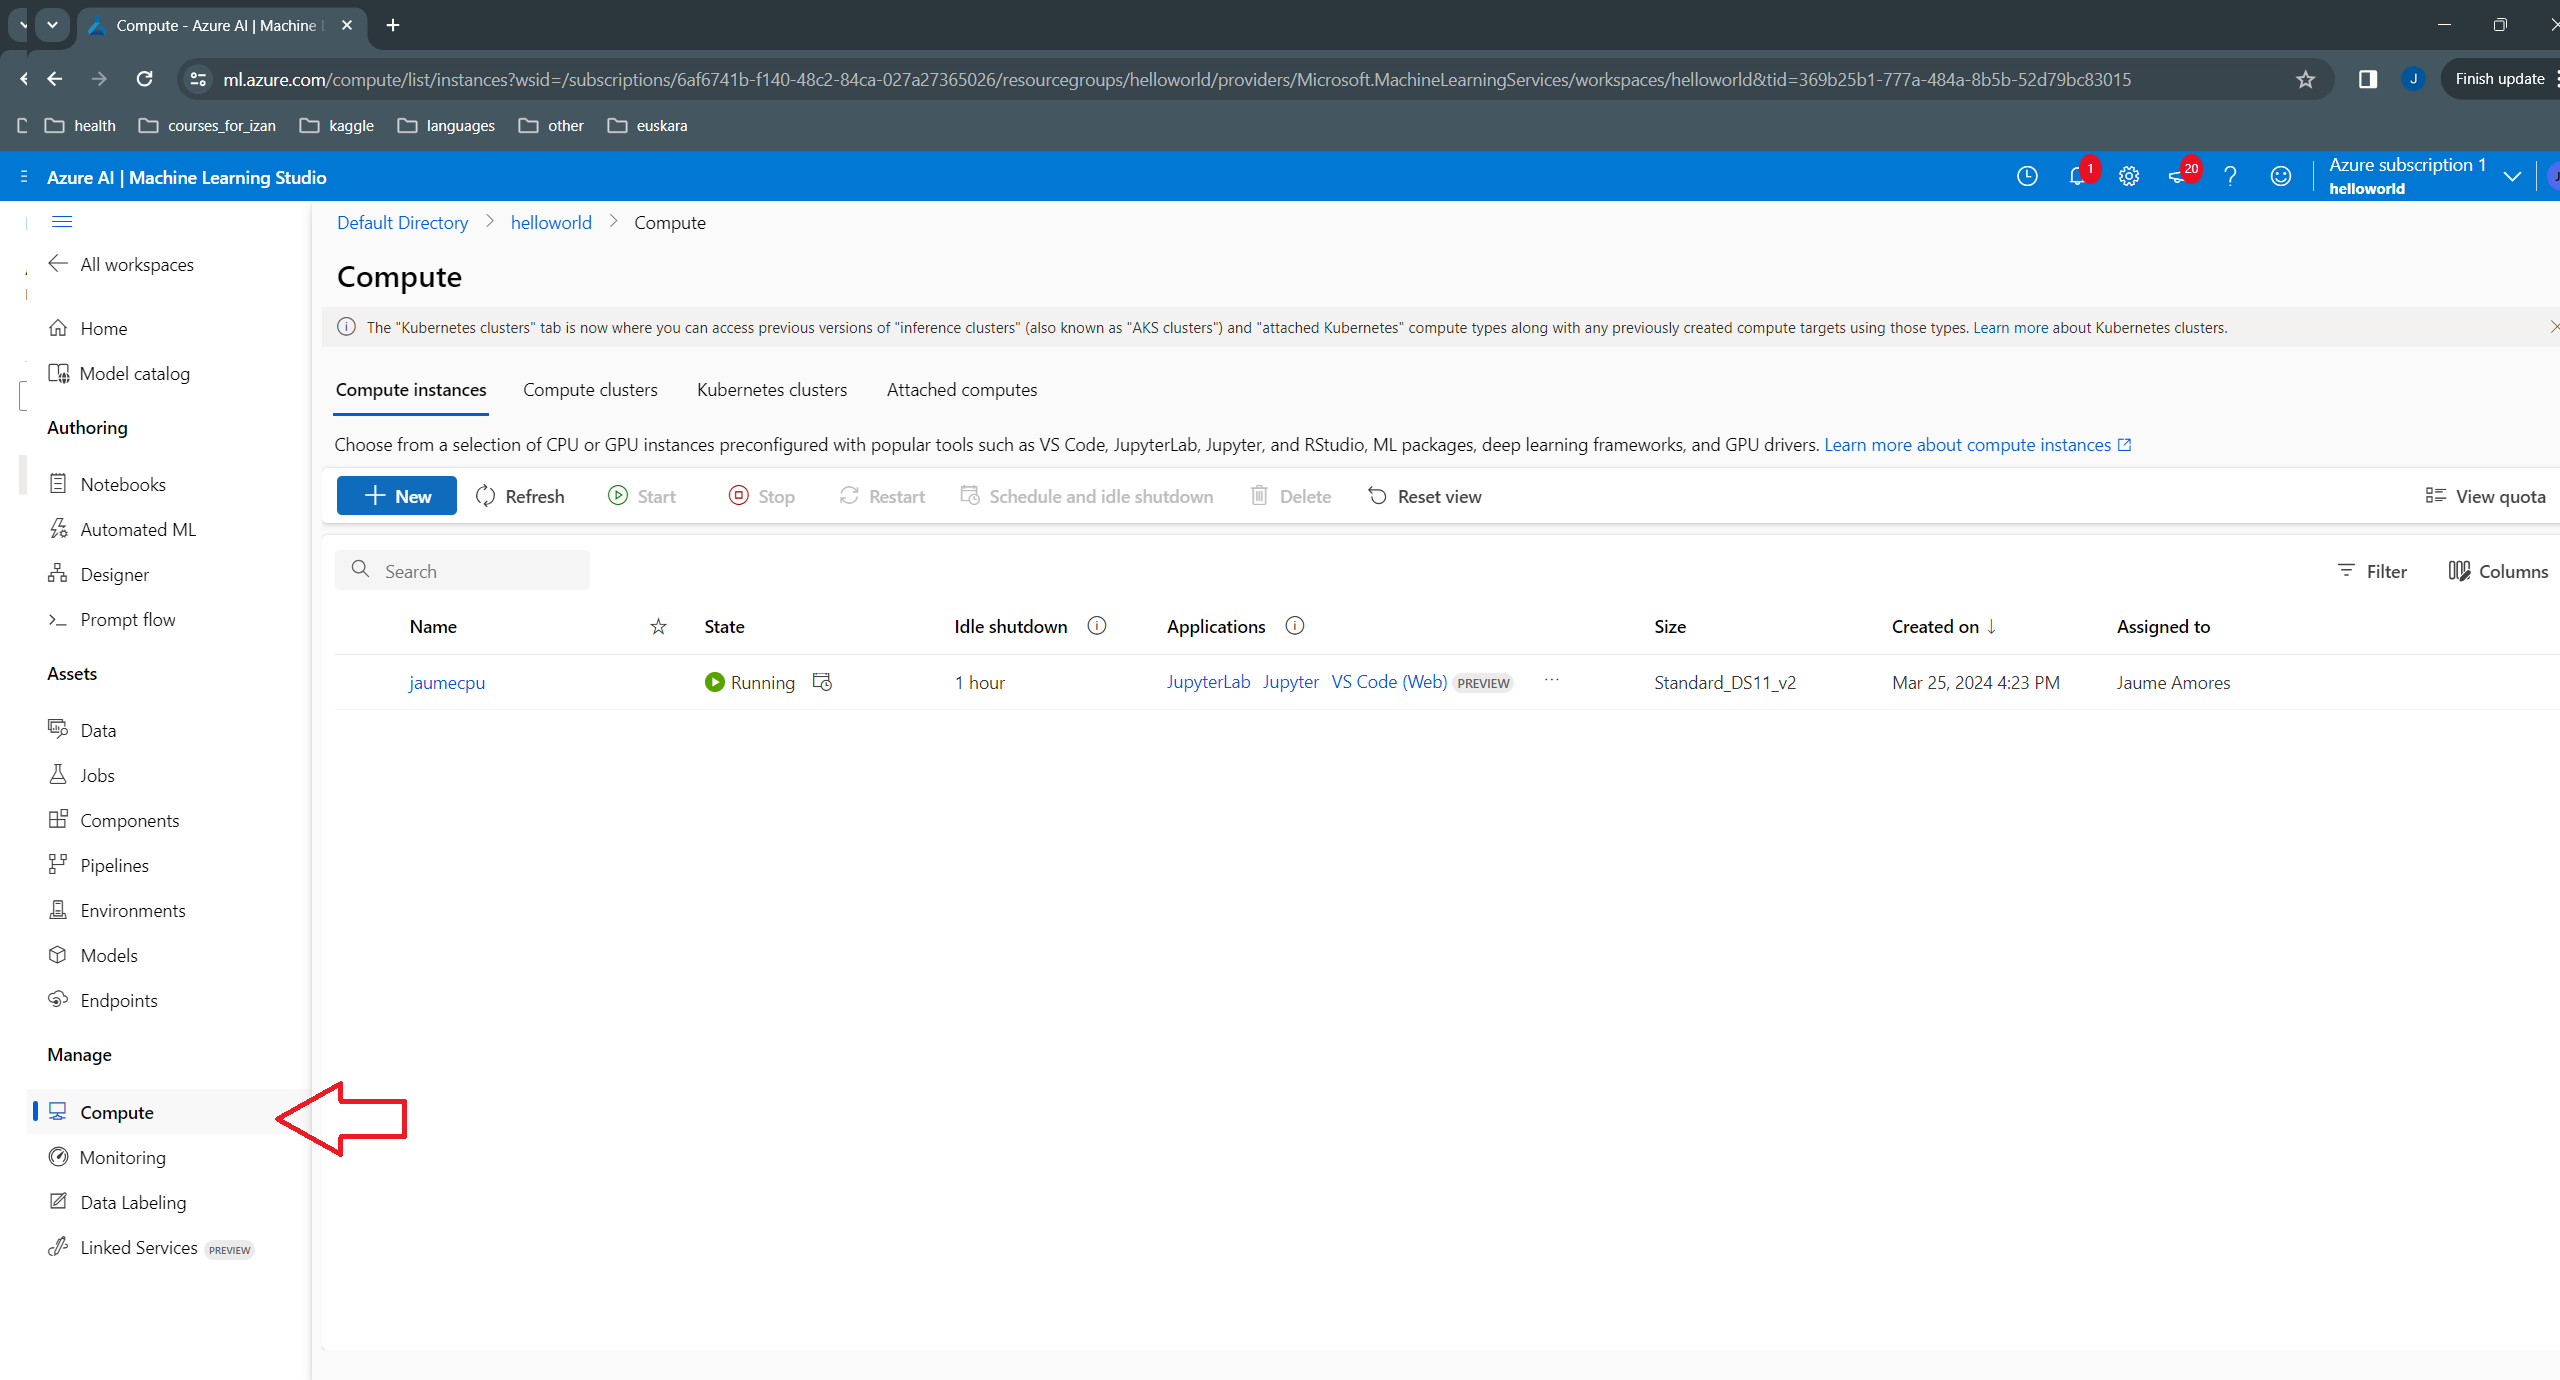 Compute - Azure AI | Machine L
ml.azure.com/compute/list/instances?wsid=/subscriptions/6af6741b-f140-48c2-84ca-027a27365026/resourcegroups/helloworld/providers/Microsoft.MachineLearningServices/workspaces/helloworld&tid=369b25b1-777a-484a-8b5b-52d79bc83015
J
Finish update
health courses_for_izan kaggle languages other euskara
Azure AI | Machine Learning Studio
1
20
Azure subscription 1
helloworld
All workspaces
Home
Model catalog
Authoring
Notebooks
Automated ML
Designer
Prompt flow
Assets
Data
Jobs
Components
Pipelines
Environments
Models
Endpoints
Manage
Compute
Monitoring
Data Labeling
Linked Services PREVIEW
Default Directory > helloworld > Compute
Compute
The "Kubernetes clusters" tab is now where you can access previous versions of "inference clusters" (also known as "AKS clusters") and "attached Kubernetes" compute types along with any previously created compute targets using those types. Learn more about Kubernetes clusters.
Compute instances Compute clusters Kubernetes clusters Attached computes
Choose from a selection of CPU or GPU instances preconfigured with popular tools such as VS Code, JupyterLab, Jupyter, and RStudio, ML packages, deep learning frameworks, and GPU drivers. Learn more about compute instances
New Refresh Start Stop Restart Schedule and idle shutdown Delete Reset view View quota
Search Filter Columns
Name State Idle shutdown Applications Size Created on ↓ Assigned to
jaumecpu Running 1 hour JupyterLab Jupyter VS Code (Web) PREVIEW ... Standard_DS11_v2 Mar 25, 2024 4:23 PM Jaume Amores